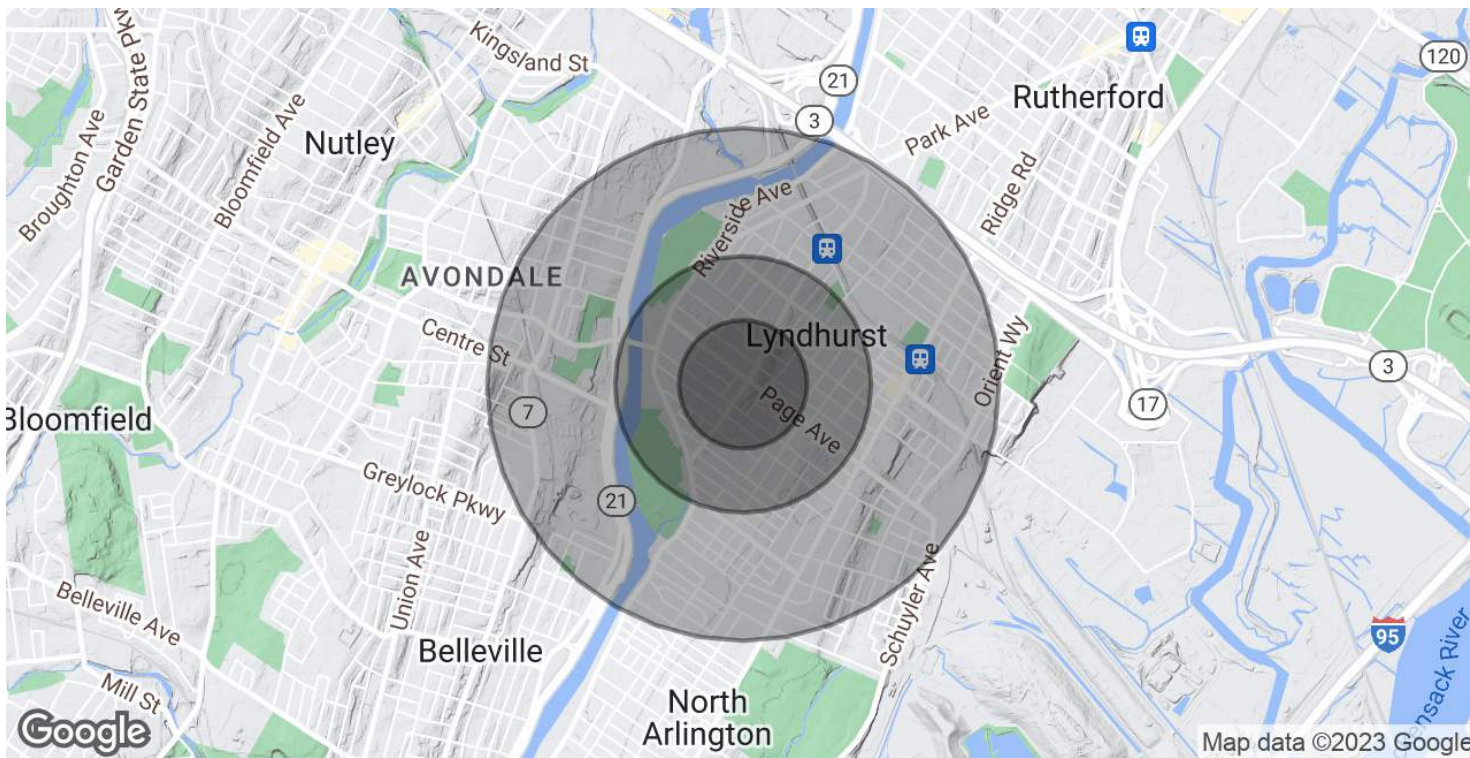 Kingsland St
120
21
Rutherford
Garden State Pkwy
3
Park Ave
Nutley
Broughton Ave
Bloomfield Ave
Riverside Ave
Ridge Rd
AVONDALE
Centre St
Lyndhurst
Orient Wy
3
17
Page Ave
7
Bloomfield
Greylock Pkwy
21
Union Ave
Schuyler Ave
Belleville Ave
95
Belleville
Mill St
North
Arlington
River
Google
Map data ©2023 Google